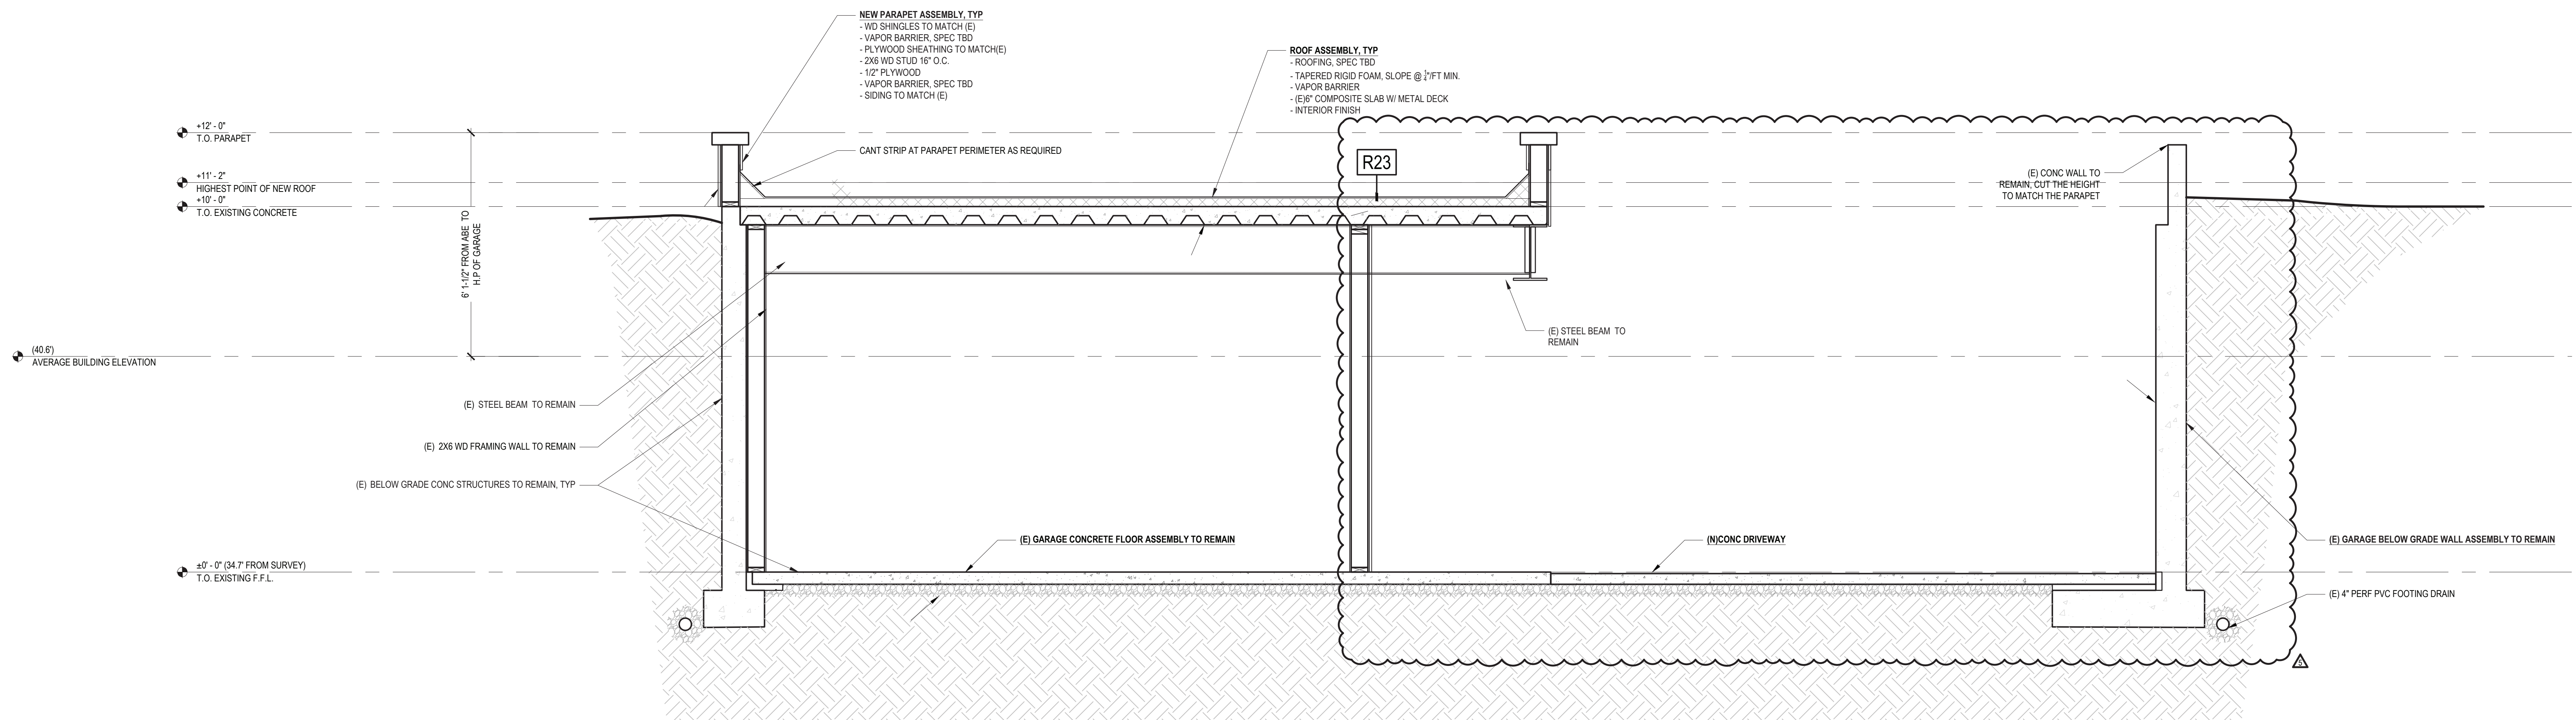 NEW PARAPET ASSEMBLY, TYP
- WD SHINGLES TO MATCH (E)
- VAPOR BARRIER, SPEC TBD
- PLYWOOD SHEATHING TO MATCH(E)
- 2X6 WD STUD 16" O.C.
- 1/2" PLYWOOD
- VAPOR BARRIER, SPEC TBD
- SIDING TO MATCH (E)
ROOF ASSEMBLY, TYP
- ROOFING, SPEC TBD
- TAPERED RIGID FOAM, SLOPE @ 1/4"/FT MIN.
- VAPOR BARRIER
- (E)6" COMPOSITE SLAB W/ METAL DECK
- INTERIOR FINISH
+12' - 0"
T.O. PARAPET
CANT STRIP AT PARAPET PERIMETER AS REQUIRED
R23
+11' - 2"
HIGHEST POINT OF NEW ROOF
+10' - 0"
T.O. EXISTING CONCRETE
(E) CONC WALL TO
REMAIN, CUT THE HEIGHT
TO MATCH THE PARAPET
6' 1-1/2" FROM ABE TO
H.P OF GARAGE
(E) STEEL BEAM TO
REMAIN
(40.6')
AVERAGE BUILDING ELEVATION
(E) STEEL BEAM TO REMAIN
(E) 2X6 WD FRAMING WALL TO REMAIN
(E) BELOW GRADE CONC STRUCTURES TO REMAIN, TYP
(E) GARAGE CONCRETE FLOOR ASSEMBLY TO REMAIN
(N)CONC DRIVEWAY
(E) GARAGE BELOW GRADE WALL ASSEMBLY TO REMAIN
±0' - 0" (34.7' FROM SURVEY)
T.O. EXISTING F.F.L.
(E) 4" PERF PVC FOOTING DRAIN
5